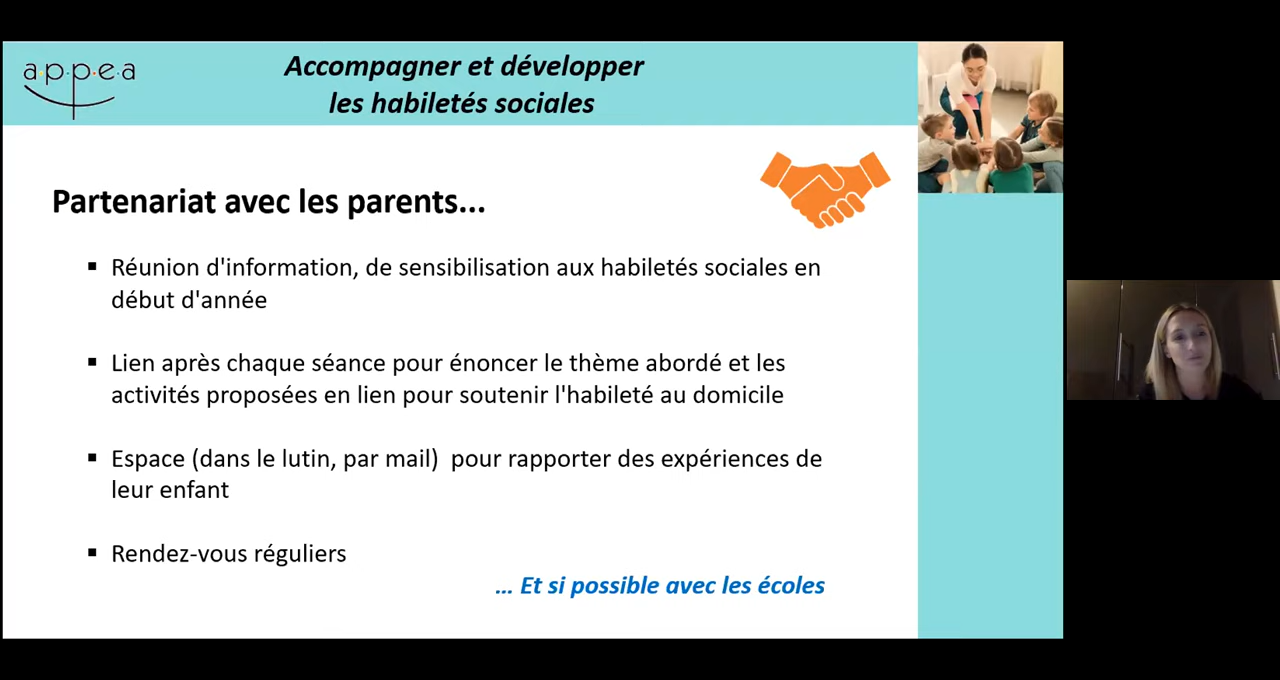 a·p·p·e·a
Accompagner et développer
les habiletés sociales
Partenariat avec les parents...
▪ Réunion d'information, de sensibilisation aux habiletés sociales en
début d'année
▪ Lien après chaque séance pour énoncer le thème abordé et les
activités proposées en lien pour soutenir l'habileté au domicile
▪ Espace (dans le lutin, par mail)  pour rapporter des expériences de
leur enfant
▪ Rendez-vous réguliers
... Et si possible avec les écoles